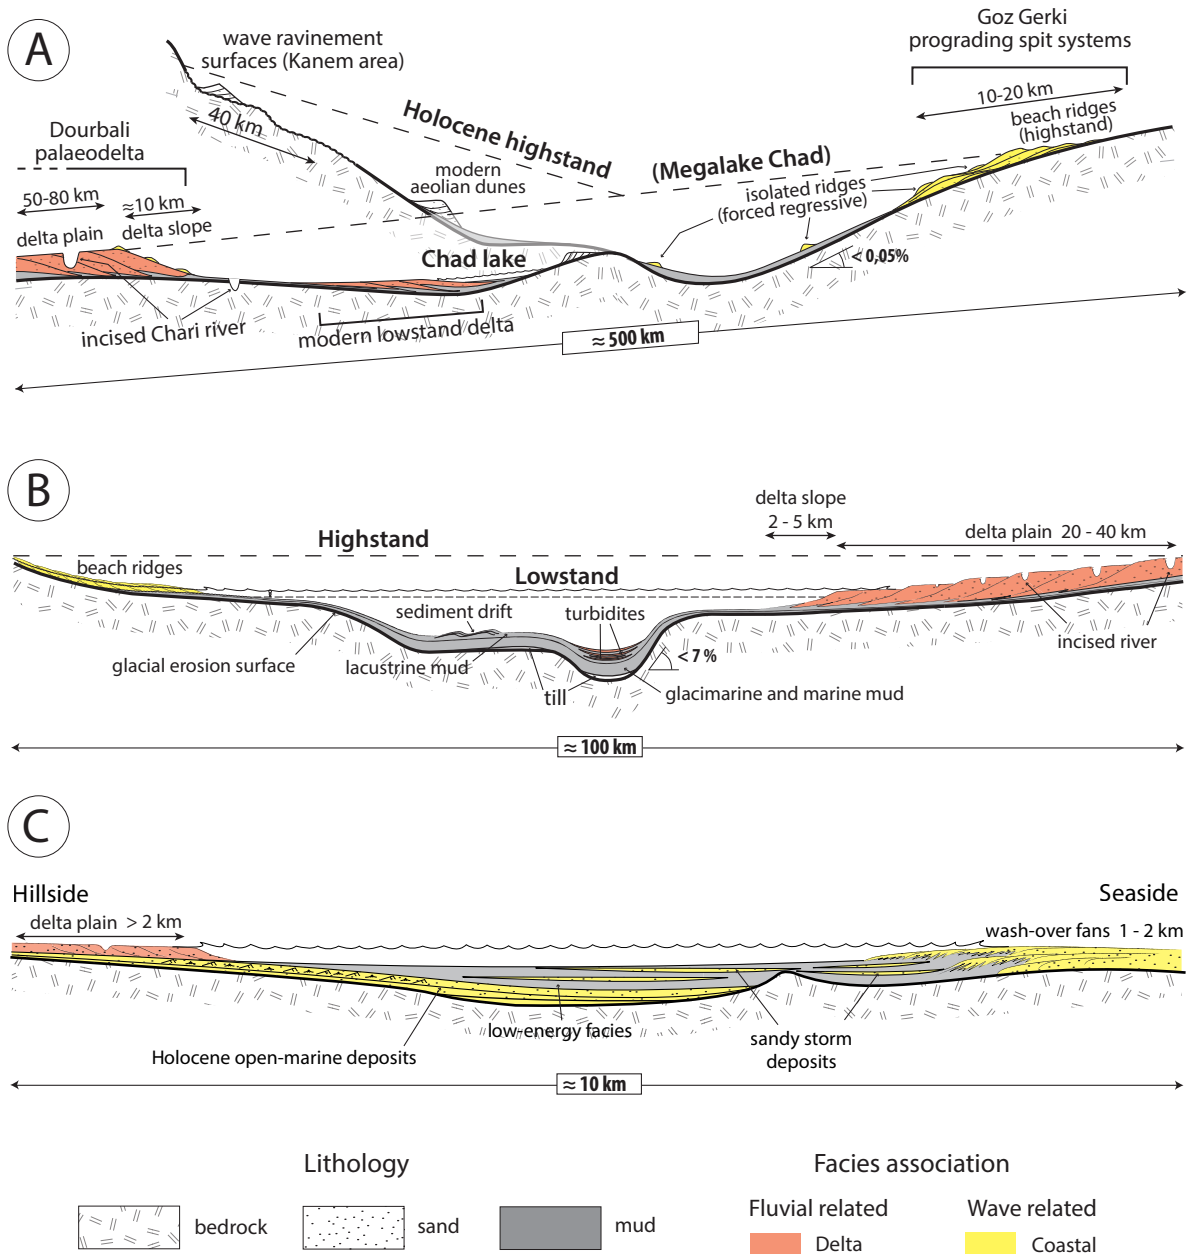 A
wave ravinement
surfaces (Kanem area)
Goz Gerki
prograding spit systems
10-20 km
beach ridges
(highstand)
40 km
Holocene highstand
(Megalake Chad)
Dourbali
palaeodelta
50-80 km
≈10 km
delta plain
delta slope
modern
aeolian dunes
isolated ridges
(forced regressive)
Chad lake
< 0,05%
incised Chari river
modern lowstand delta
≈ 500 km
B
delta slope
2 - 5 km
delta plain 20 - 40 km
Highstand
beach ridges
Lowstand
sediment drift
turbidites
incised river
glacial erosion surface
lacustrine mud
< 7 %
till
glacimarine and marine mud
≈ 100 km
C
Hillside
Seaside
delta plain > 2 km
wash-over fans 1 - 2 km
low-energy facies
sandy storm
deposits
Holocene open-marine deposits
≈ 10 km
Lithology
Facies association
Fluvial related
Wave related
bedrock
sand
mud
Delta
Coastal